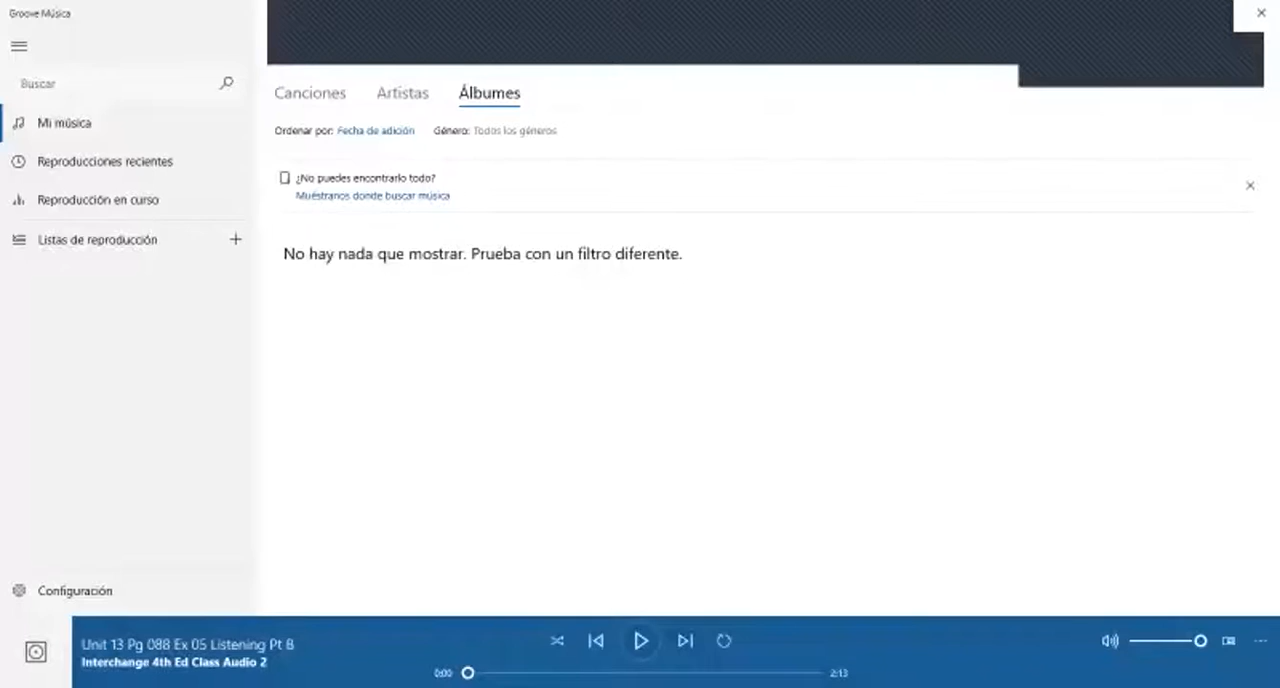 Groove Música
Buscar
Mi música
Reproducciones recientes
Reproducción en curso
Listas de reproducción
Configuración
Canciones Artistas Álbumes
Ordenar por: Fecha de adición Género: Todos los géneros
¿No puedes encontrarlo todo?
Muéstranos donde buscar música
No hay nada que mostrar. Prueba con un filtro diferente.
Unit 13 Pg 088 Ex 05 Listening Pt B
Interchange 4th Ed Class Audio 2
0:00 2:13